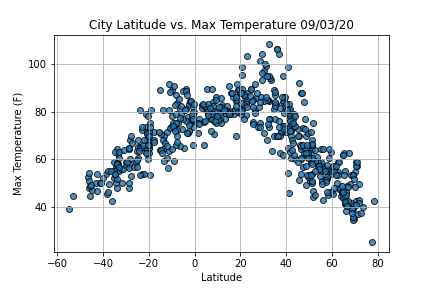 City Latitude vs. Max Temperature 09/03/20
100
80
60
40
Max Temperature (F)
−60 −40 −20 0 20 40 60 80
Latitude